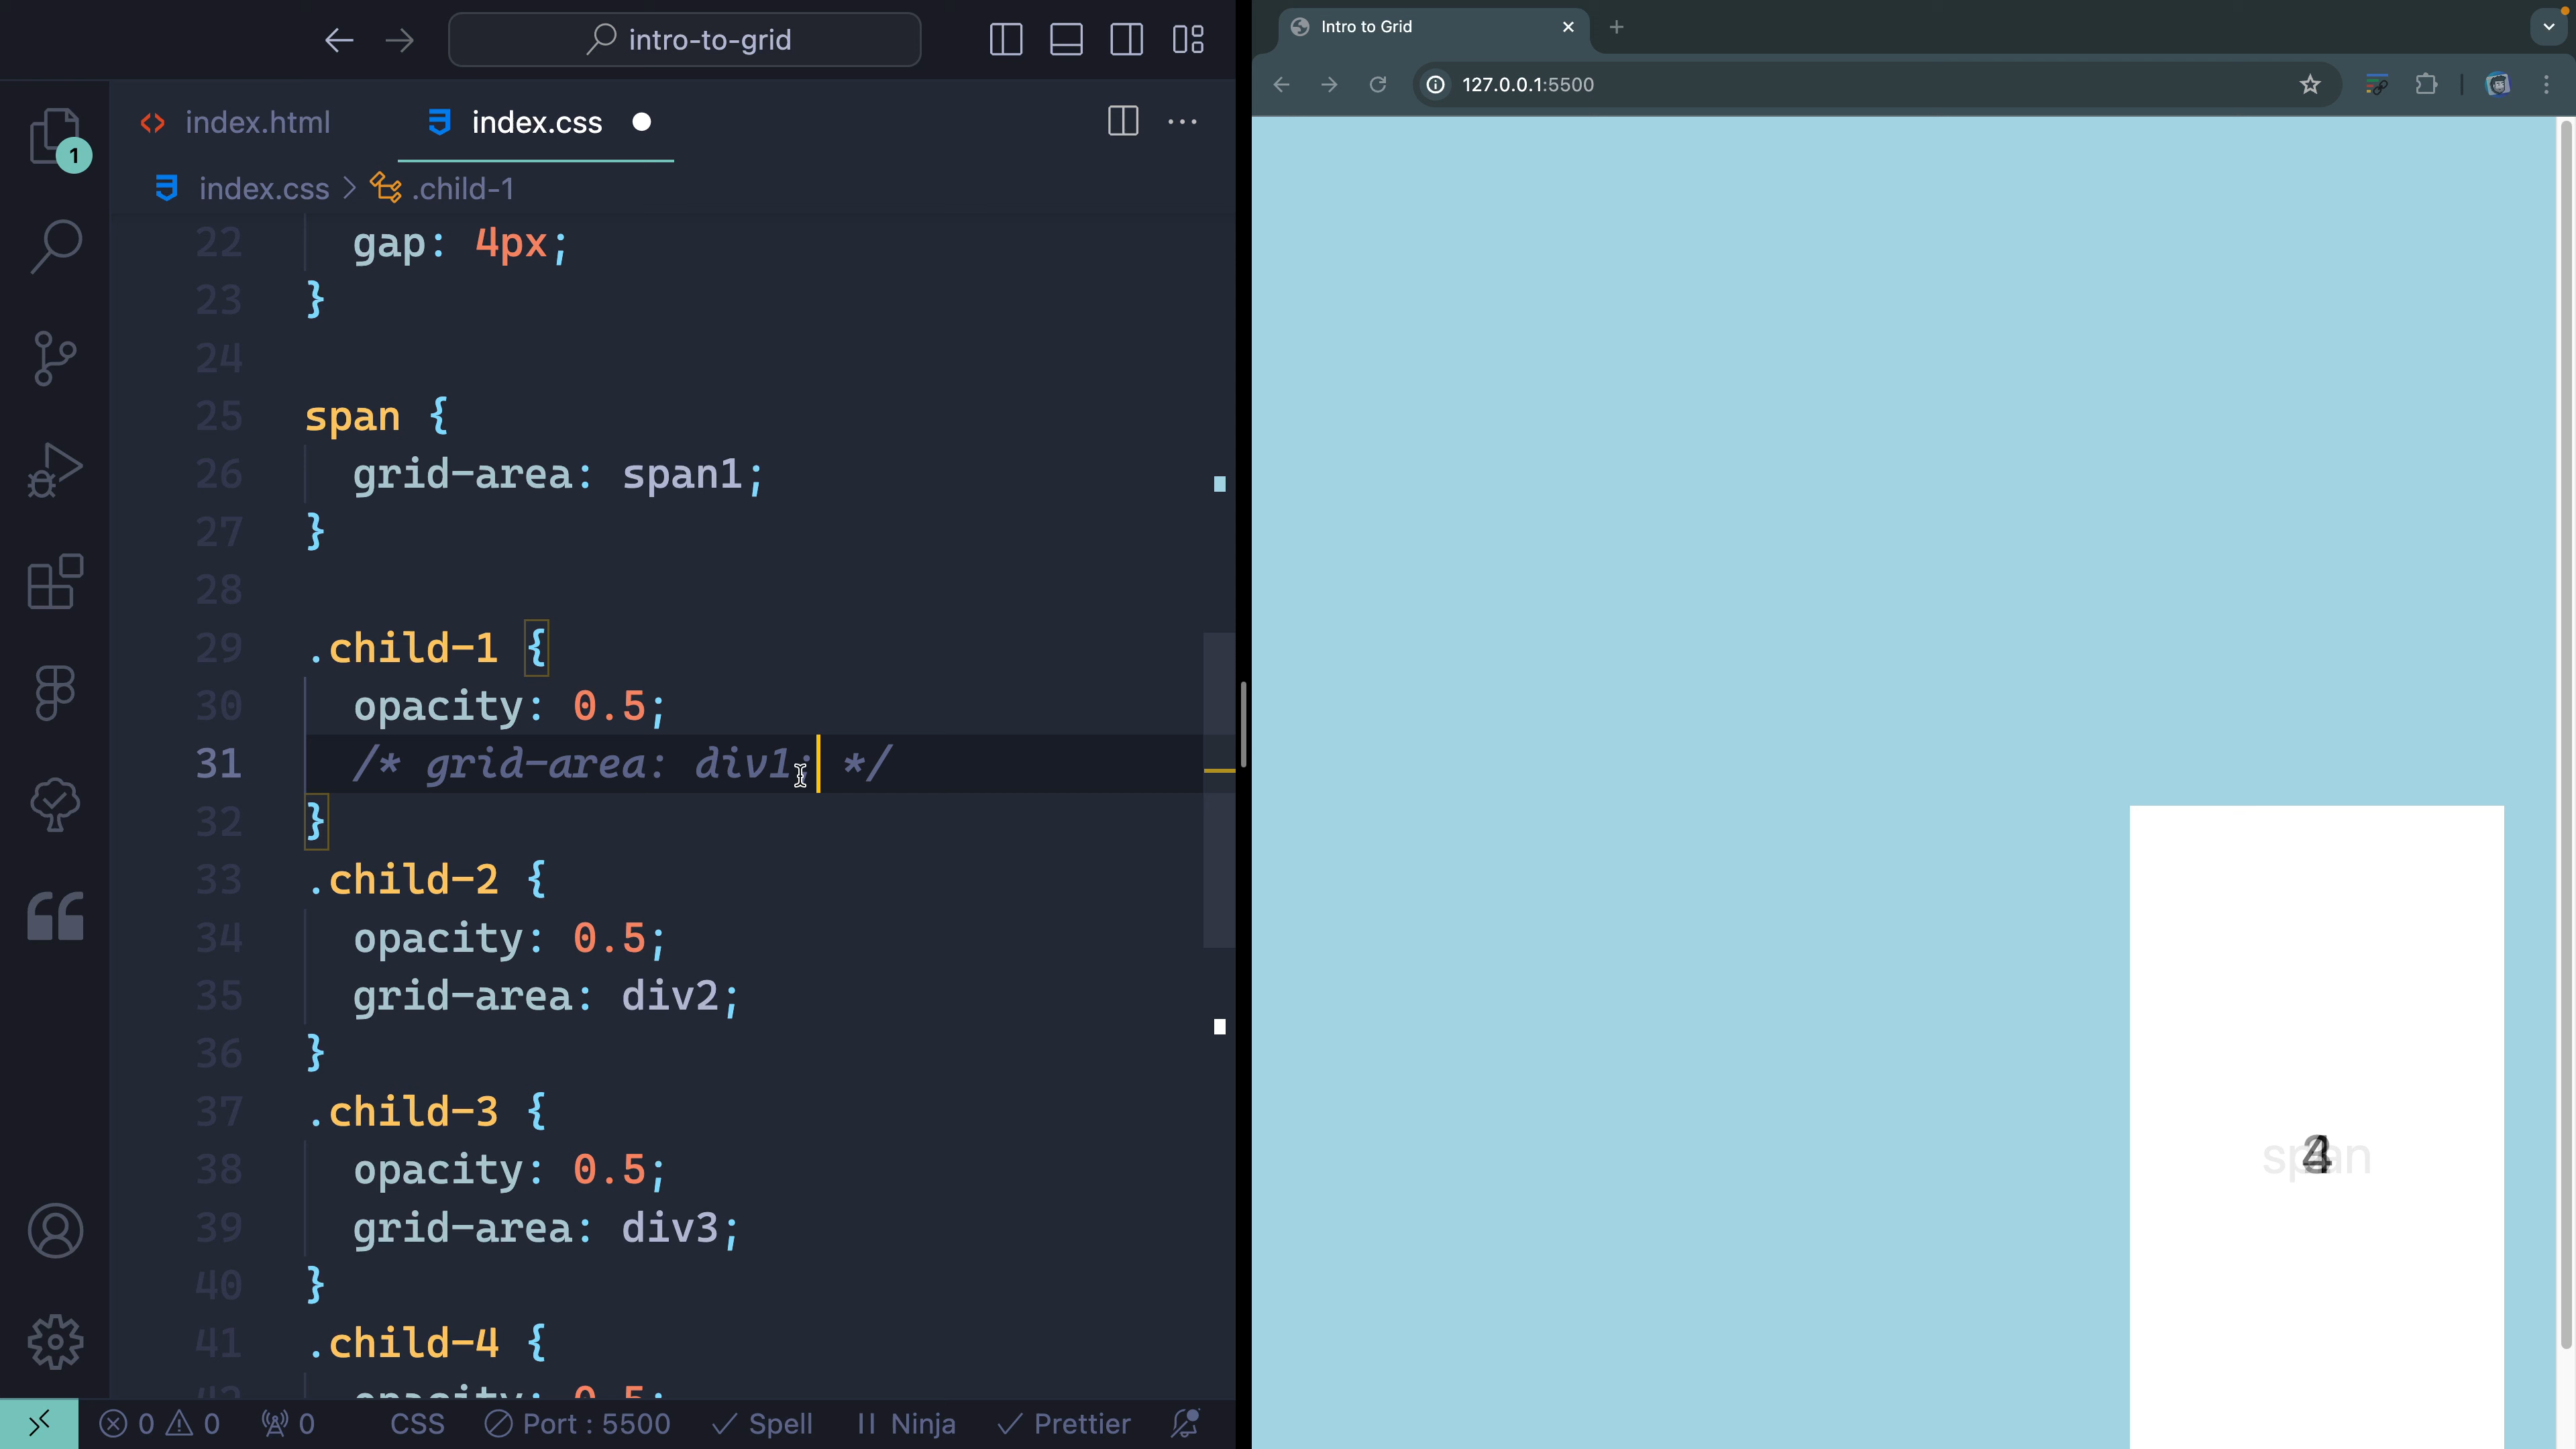 intro-to-grid
index.html
index.css
1
index.css > .child-1
22 gap: 4px;
23 }
24
25 span {
26 grid-area: span1;
27 }
28
29 .child-1 {
30 opacity: 0.5;
31 /* grid-area: div1; */
32 }
33 .child-2 {
34 opacity: 0.5;
35 grid-area: div2;
36 }
37 .child-3 {
38 opacity: 0.5;
39 grid-area: div3;
40 }
41 .child-4 {
42 opacity: 0.5;
0 0 0 CSS Port : 5500 Spell Ninja Prettier
Intro to Grid
127.0.0.1:5500
span